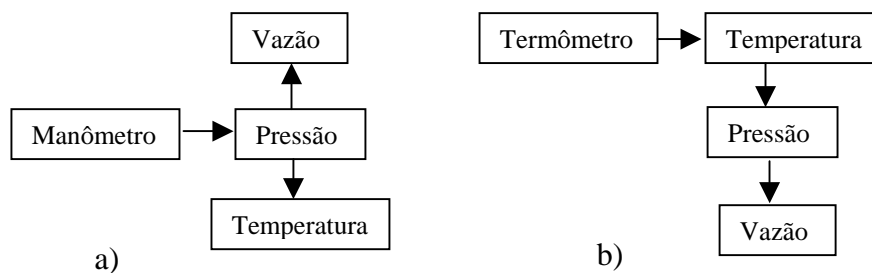 Vazão
Manômetro
Pressão
Temperatura
a)
Termômetro
Temperatura
Pressão
Vazão
b)